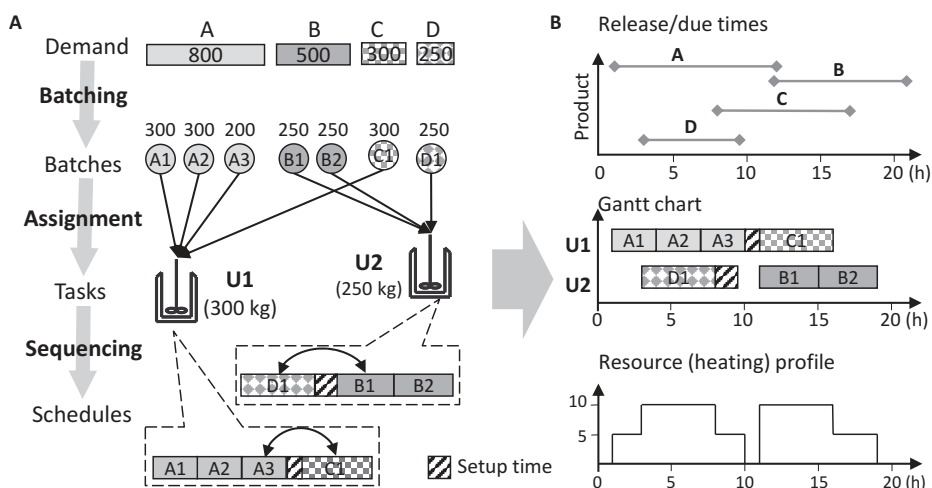 A
Demand
A
B
C
D
800
500
300
250
Batching
300
300
200
250
250
300
250
Batches
A1
A2
A3
B1
B2
C1
D1
Assignment
U1
(300 kg)
U2
(250 kg)
Tasks
Sequencing
D1
B1
B2
Schedules
A1
A2
A3
C1
Setup time
B
Release/due times
Product
A
B
C
D
0
5
10
15
20 (h)
Gantt chart
U1
A1
A2
A3
C1
U2
D1
B1
B2
0
5
10
15
20 (h)
Resource (heating) profile
10
5
0
5
10
15
20 (h)